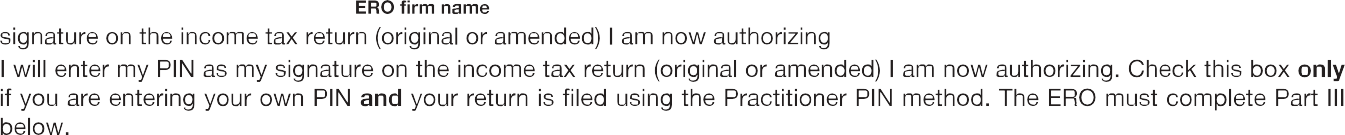 ERO firm name
signature on the income tax return (original or amended) I am now authorizing
I will enter my PIN as my signature on the income tax return (original or amended) I am now authorizing. Check this box only
if you are entering your own PIN and your return is filed using the Practitioner PIN method. The ERO must complete Part III
below.